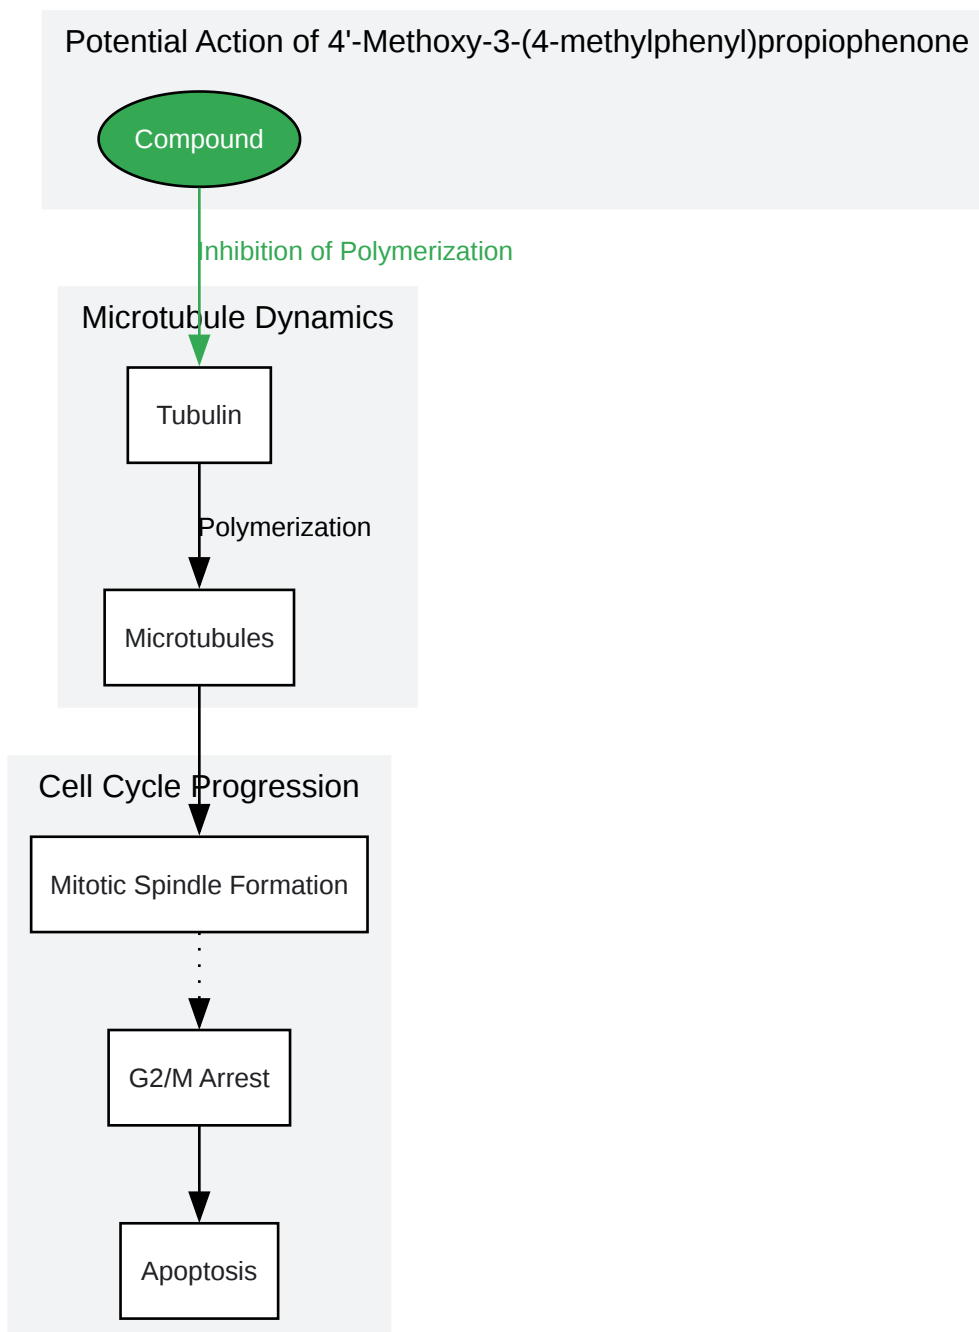 Potential Action of 4'-Methoxy-3-(4-methylphenyl)propiophenone
Compound
Inhibition of Polymerization
Microtubule Dynamics
Tubulin
Polymerization
Microtubules
Cell Cycle Progression
Mitotic Spindle Formation
G2/M Arrest
Apoptosis